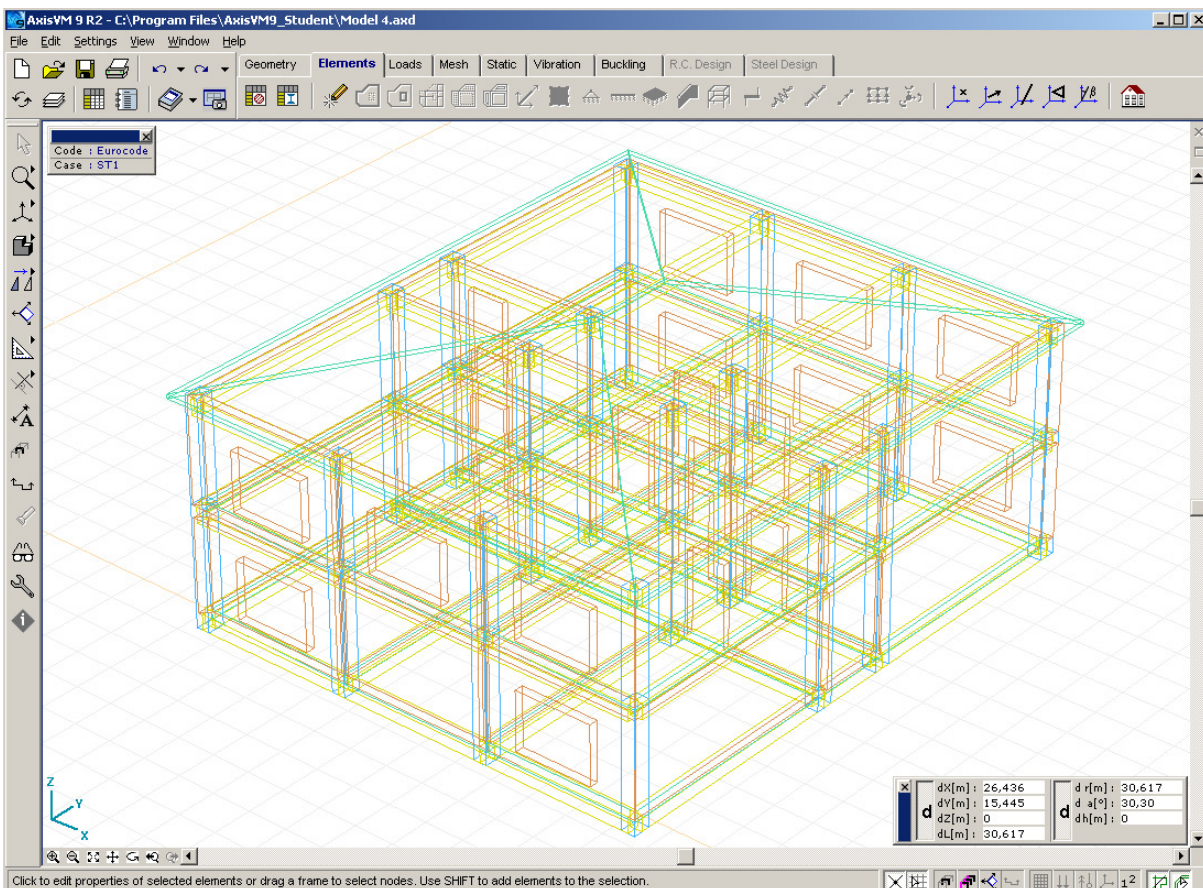 AxisVM 9 R2 - C:\Program Files\AxisVM9_Student\Model 4.axd
File Edit Settings View Window Help
Geometry Elements Loads Mesh Static Vibration Buckling R.C. Design Steel Design
Code : Eurocode
Case : ST1
Z
Y
X
dX[m] : 26,436
dY[m] : 15,445
dZ[m] : 0
dL[m] : 30,617
d
d r[m] : 30,617
d a[°] : 30,30
dh[m] : 0
d
Click to edit properties of selected elements or drag a frame to select nodes. Use SHIFT to add elements to the selection.